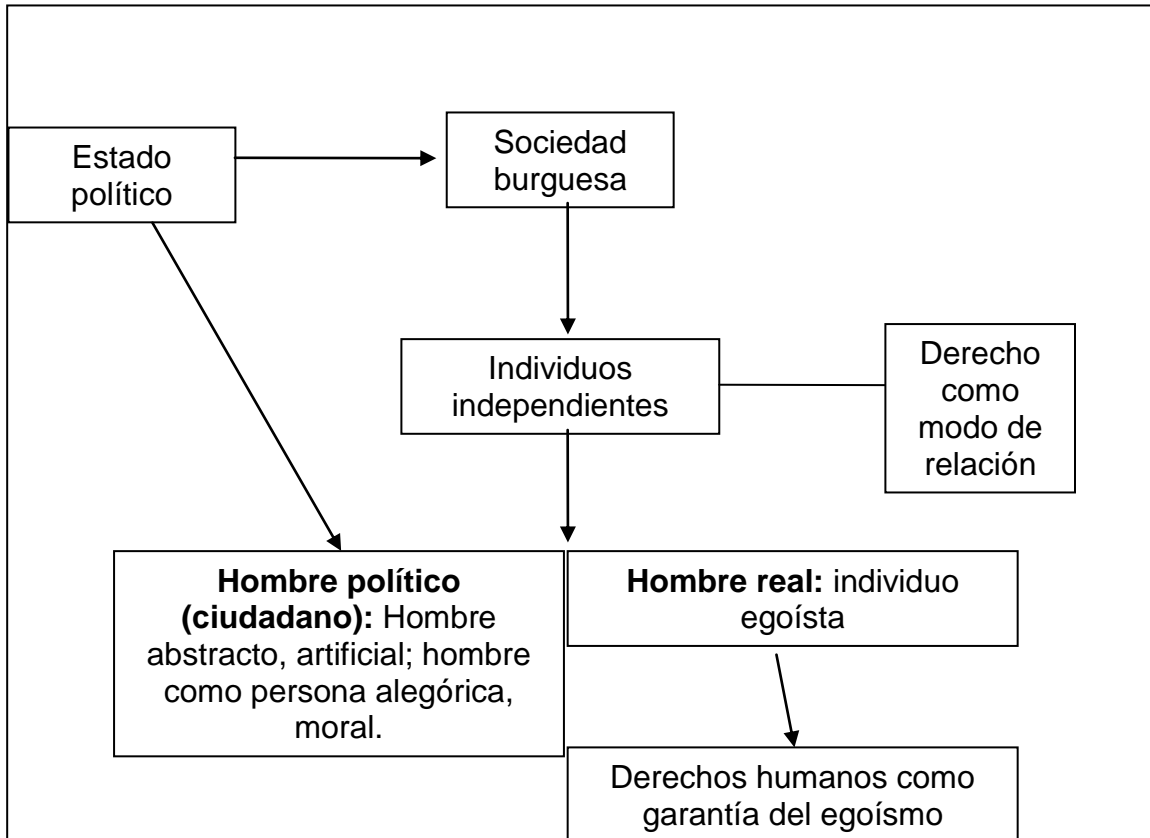 Estado
político
Sociedad
burguesa
Individuos
independientes
Derecho
como
modo de
relación
Hombre político
(ciudadano): Hombre
abstracto, artificial; hombre
como persona alegórica,
moral.
Hombre real: individuo
egoísta
Derechos humanos como
garantía del egoísmo